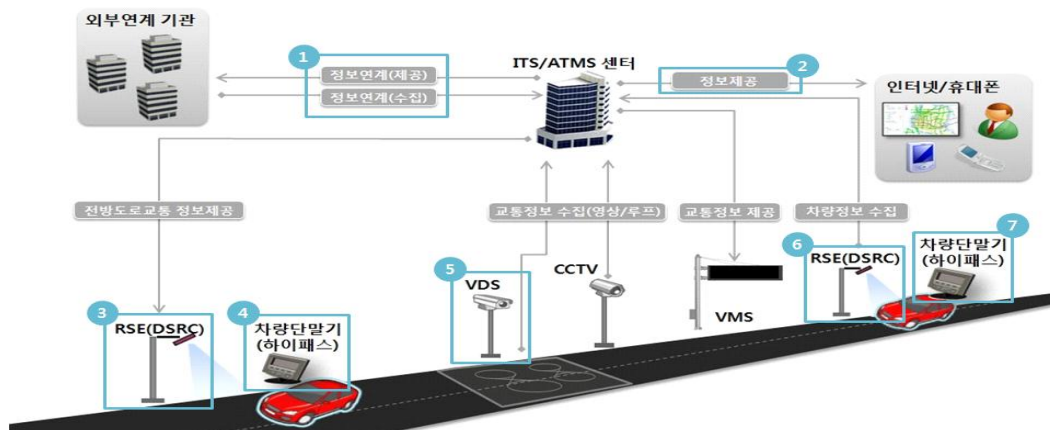 외부연계 기관
1
정보연계(제공)
정보연계(수집)
ITS/ATMS 센터
2
정보제공
인터넷/휴대폰
전방도로교통 정보제공
교통정보 수집(영상/루프)
교통정보 제공
차량정보 수집
3
RSE(DSRC)
4
차량단말기
(하이패스)
5
VDS
CCTV
VMS
6
RSE(DSRC)
7
차량단말기
(하이패스)